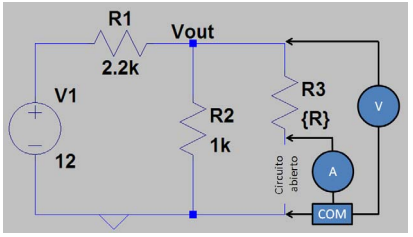 R1
Vout
2.2k
V1
R3
V
R2
{R}
1k
12
Circuito
abierto
A
COM